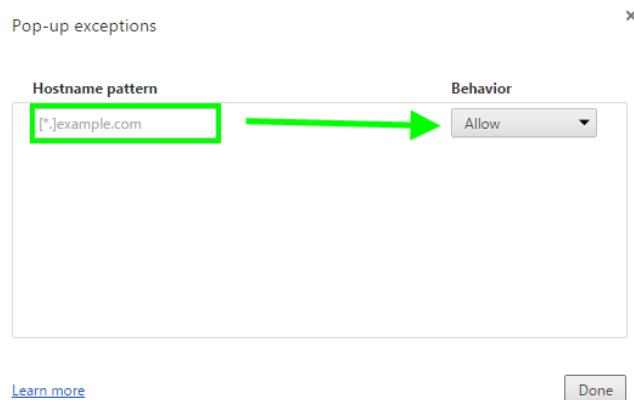 Pop-up exceptions
×
Hostname pattern Behavior
[*.]example.com Allow
Learn more Done